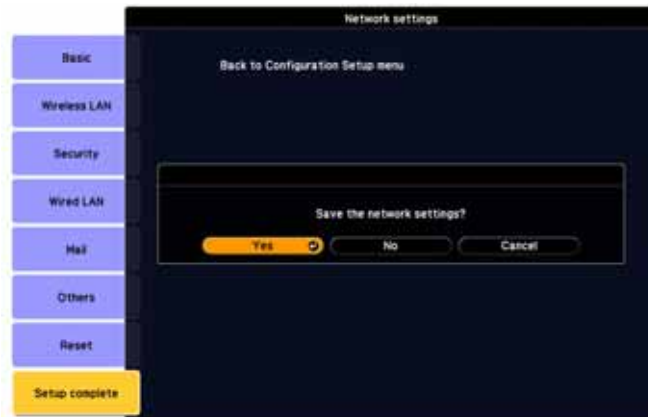 Network settings
Basic
Back to Configuration Setup menu
Wireless LAN
Security
Wired LAN
Save the network settings?
Yes No Cancel
Mail
Others
Reset
Setup complete